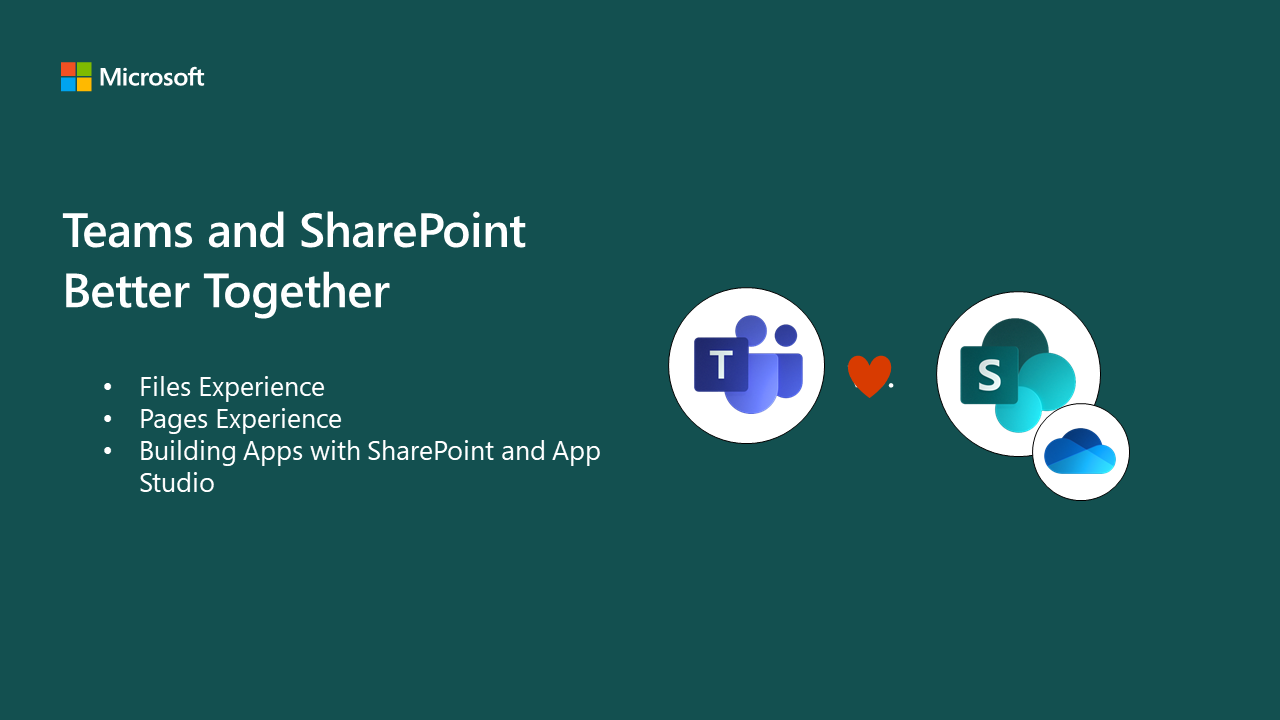 Microsoft
Teams and SharePoint
Better Together
• Files Experience
• Pages Experience
• Building Apps with SharePoint and App
Studio
T
S